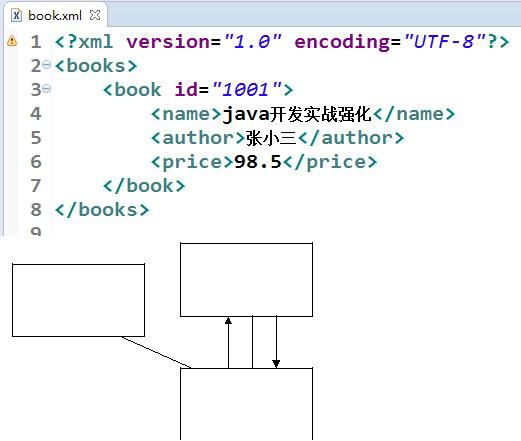 book.xml
1 <?xml version="1.0" encoding="UTF-8"?>
2 <books>
3 <book id="1001">
4 <name>java开发实战强化</name>
5 <author>张小三</author>
6 <price>98.5</price>
7 </book>
8 </books>
9